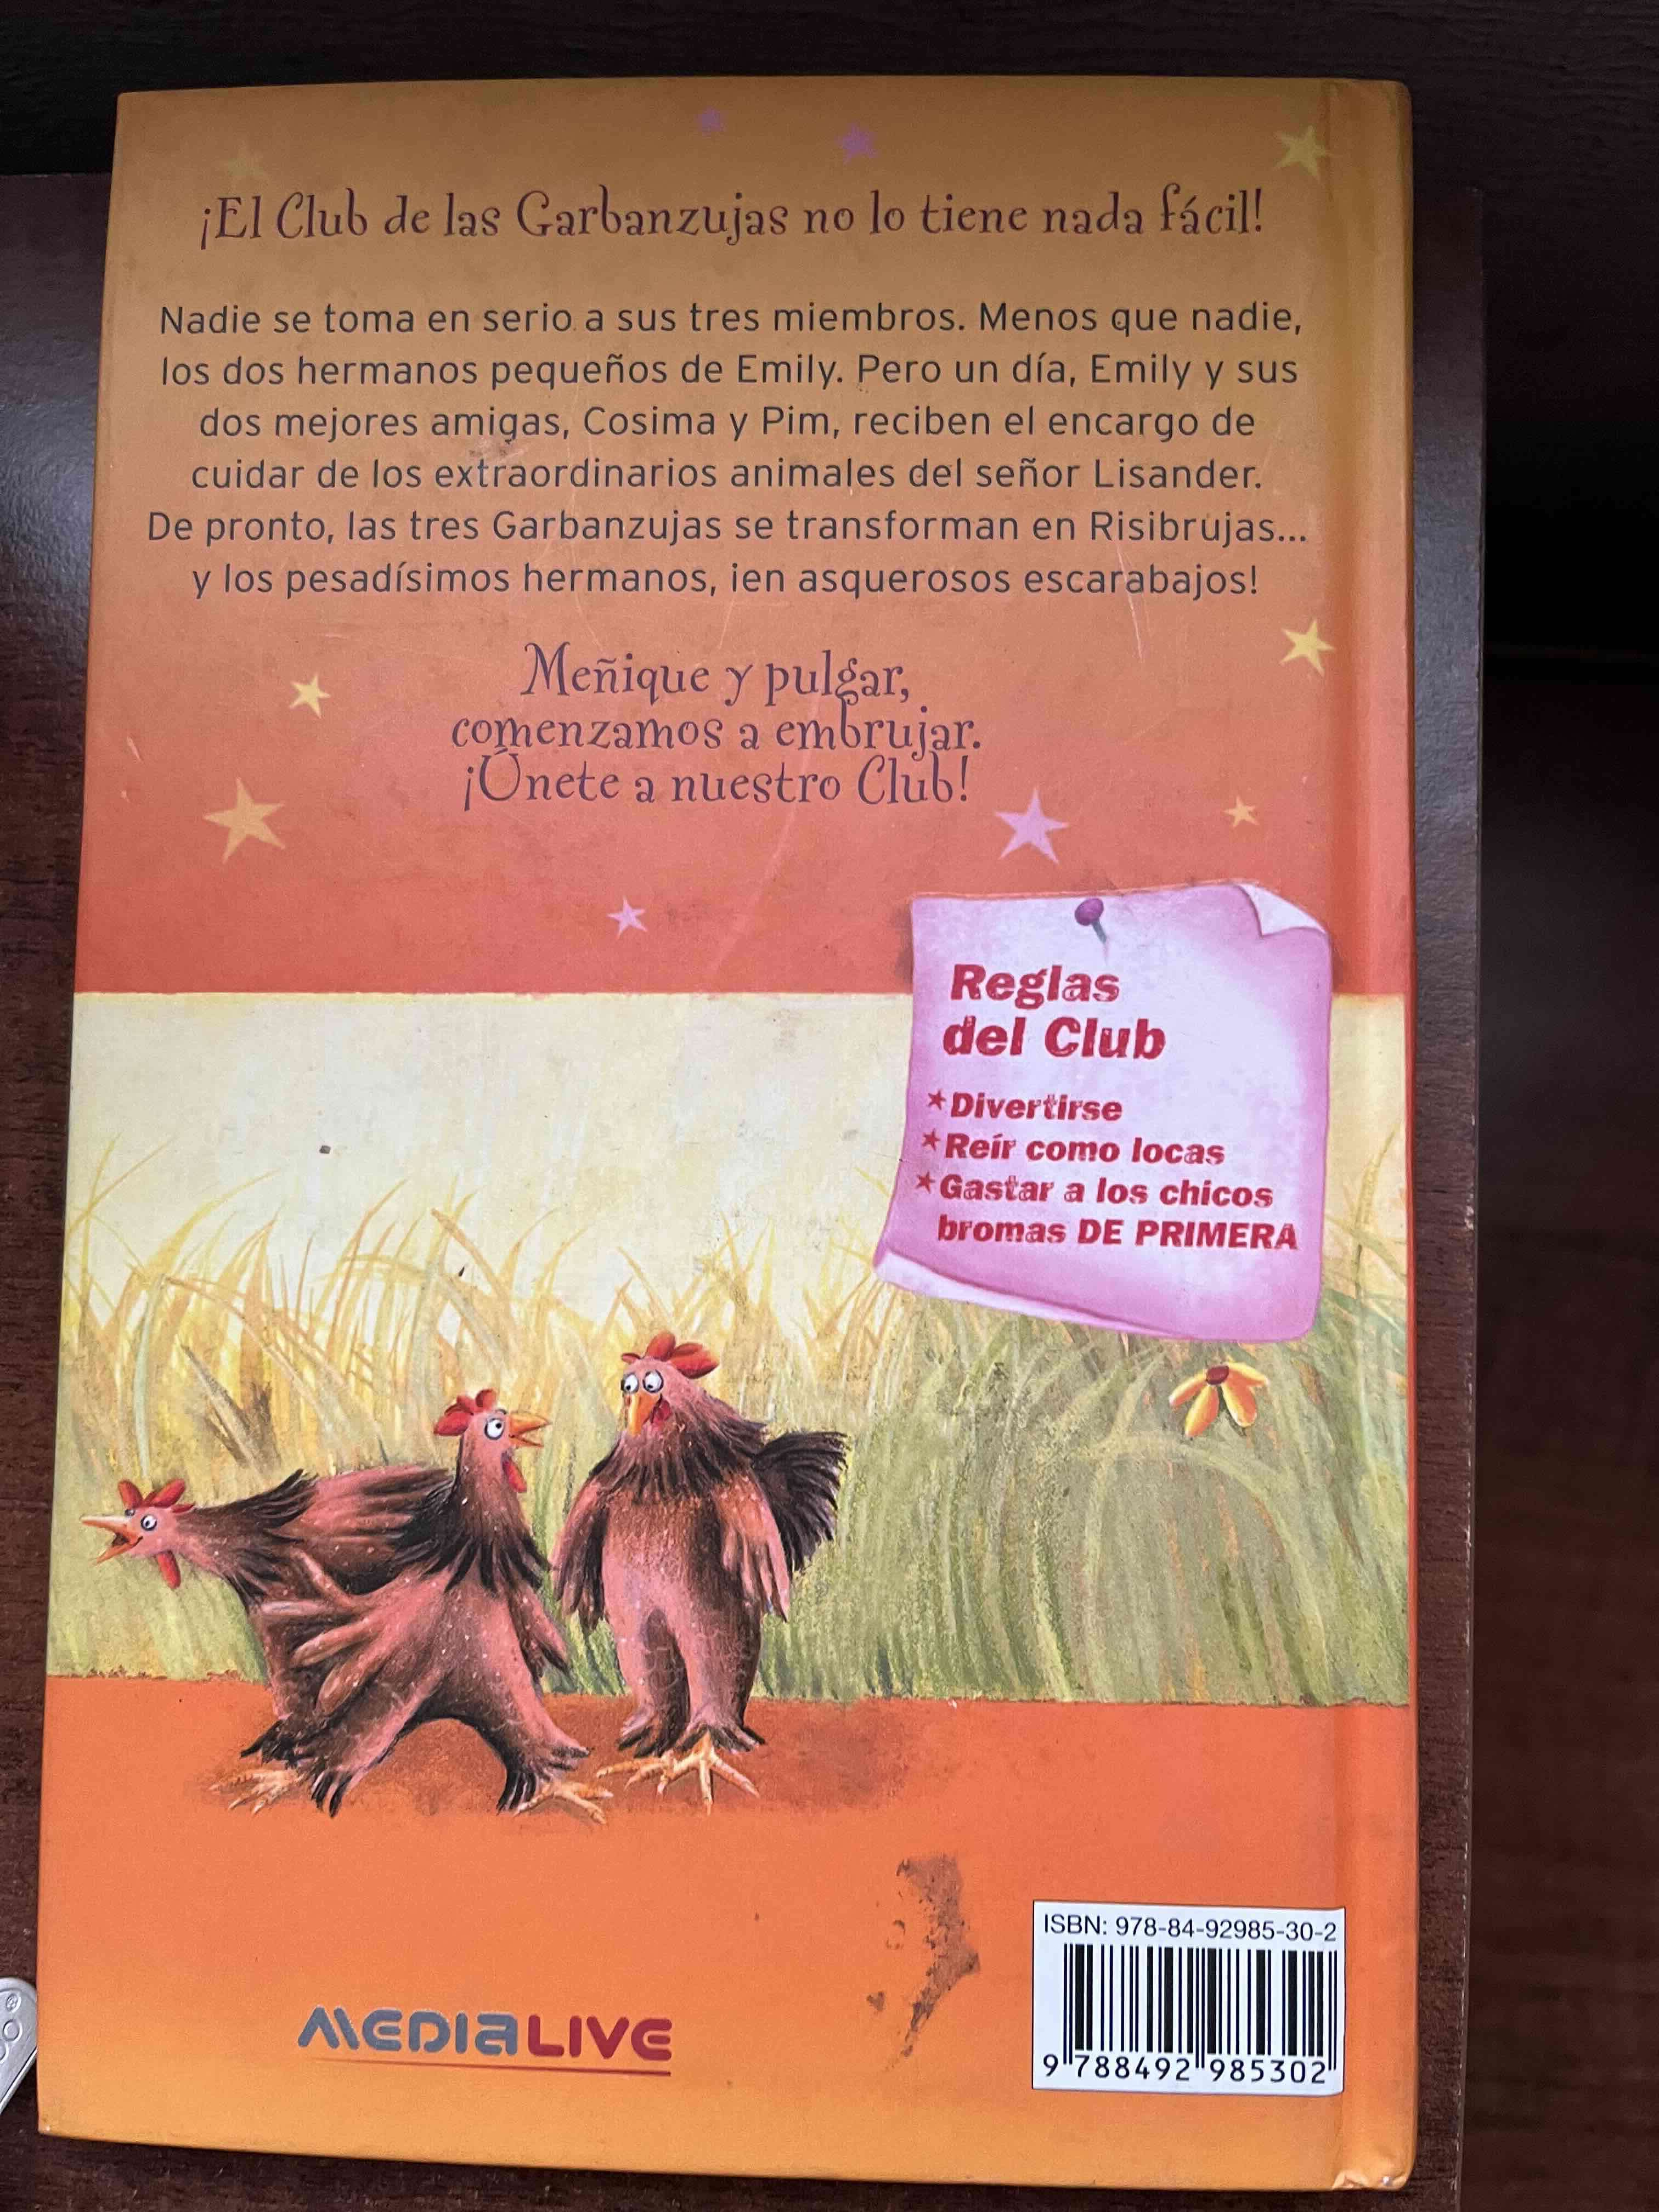 ¡El Club de las Garbanzujas no lo tiene nada fácil!
Nadie se toma en serio a sus tres miembros. Menos que nadie,
los dos hermanos pequeños de Emily. Pero un día, Emily y sus
dos mejores amigas, Cosima y Pim, reciben el encargo de
cuidar de los extraordinarios animales del señor Lisander.
De pronto, las tres Garbanzujas se transforman en Risibrujas...
y los pesadísimos hermanos, ¡en asquerosos escarabajos!
Meñique y pulgar,
comenzamos a embrujar.
¡Únete a nuestro Club!
Reglas
del Club
*Divertirse
*Reír como locas
*Gastar a los chicos
bromas DE PRIMERA
MEDIALIVE
ISBN: 978-84-92985-30-2
9 788492 985302